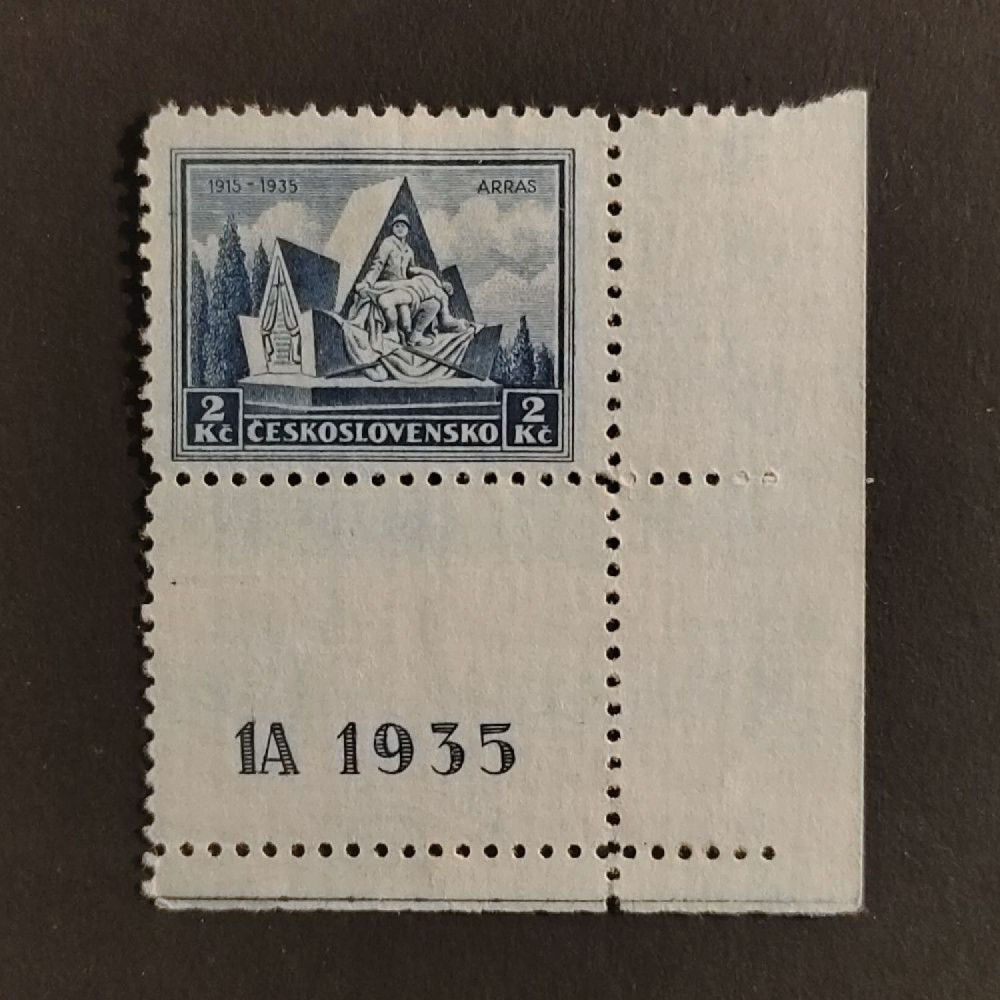 1915 - 1935 ARRAS
2 Kč ČESKOSLOVENSKO 2 Kč
1A 1935